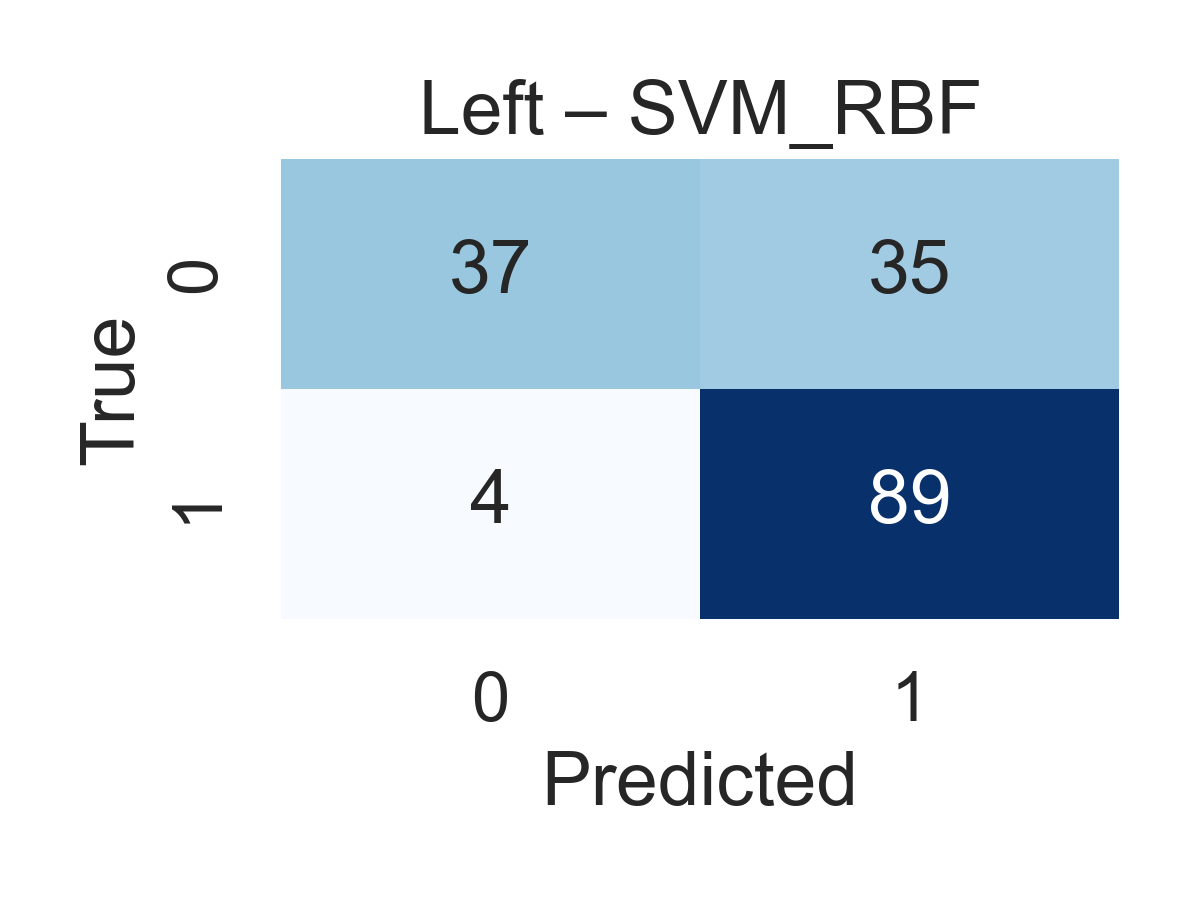 Left – SVM_RBF
True
0
37
35
1
4
89
0
1
Predicted